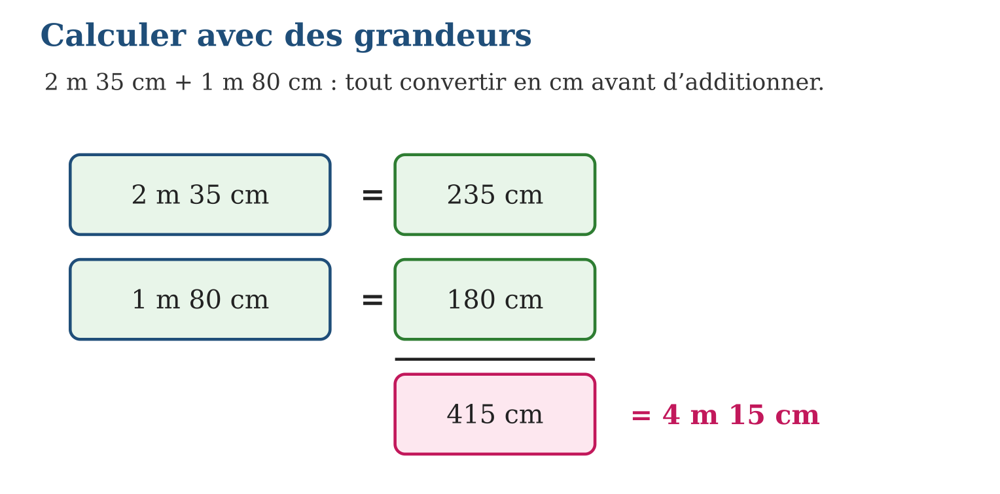 Calculer avec des grandeurs
2 m 35 cm + 1 m 80 cm : tout convertir en cm avant d’additionner.
2 m 35 cm = 235 cm
1 m 80 cm = 180 cm
415 cm = 4 m 15 cm